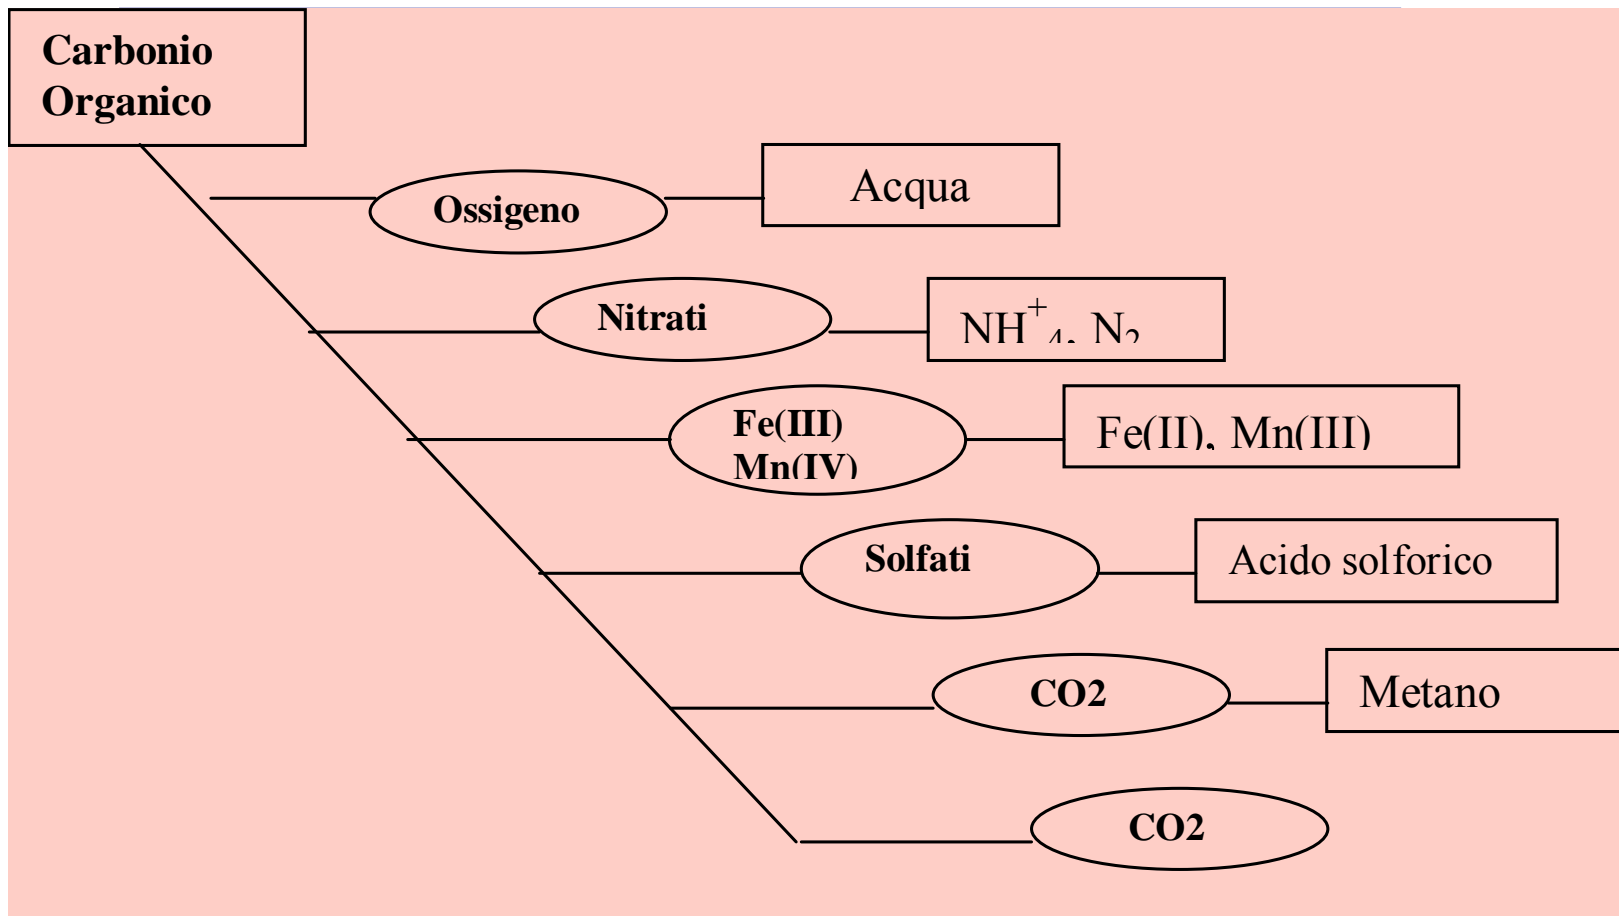 Carbonio
Organico
Ossigeno
Acqua
Nitrati
NH⁺₄, N₂
Fe(III)
Mn(IV)
Fe(II), Mn(III)
Solfati
Acido solforico
CO2
Metano
CO2